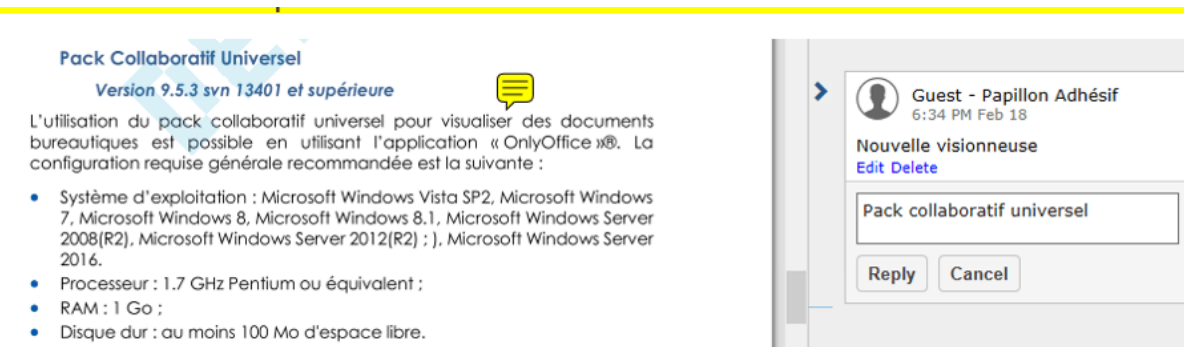 Pack Collaboratif Universel
Version 9.5.3 svn 13401 et supérieure
L'utilisation du pack collaboratif universel pour visualiser des documents
bureautiques est possible en utilisant l'application « OnlyOffice »®. La
configuration requise générale recommandée est la suivante :
• Système d'exploitation : Microsoft Windows Vista SP2, Microsoft Windows
7, Microsoft Windows 8, Microsoft Windows 8.1, Microsoft Windows Server
2008(R2), Microsoft Windows Server 2012(R2) ; ), Microsoft Windows Server
2016.
• Processeur : 1.7 GHz Pentium ou équivalent ;
• RAM : 1 Go ;
• Disque dur : au moins 100 Mo d'espace libre.
Guest - Papillon Adhésif
6:34 PM Feb 18
Nouvelle visionneuse
Edit Delete
Pack collaboratif universel
Reply Cancel